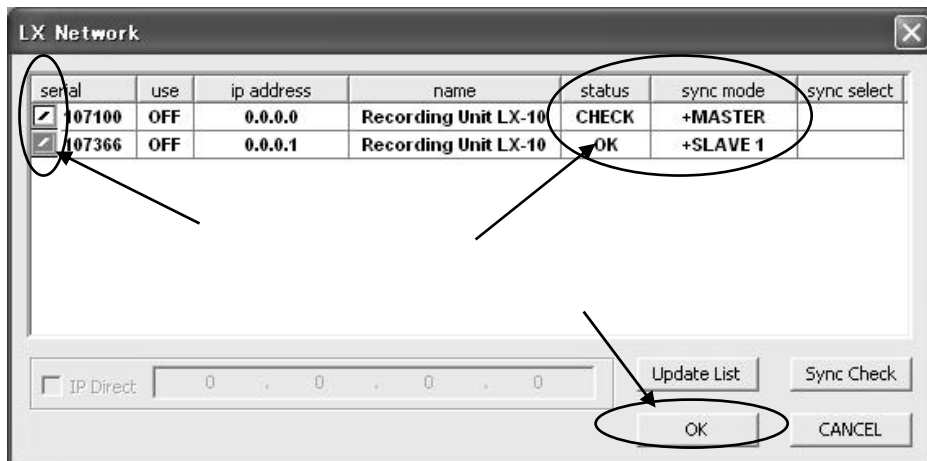 LX Network
serial use ip address name status sync mode sync select
107100 OFF 0.0.0.0 Recording Unit LX-10 CHECK +MASTER
107366 OFF 0.0.0.1 Recording Unit LX-10 OK +SLAVE 1
IP Direct 0 . 0 . 0 . 0
Update List Sync Check
OK CANCEL